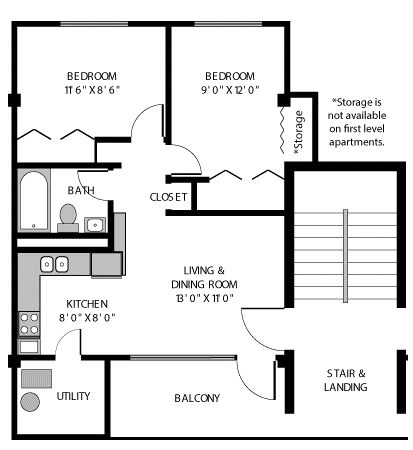 BEDROOM
11' 6" X 8' 6"
BEDROOM
9' 0" X 12' 0"
*Storage
*Storage is
not available
on first level
apartments.
BATH
CLOSET
LIVING &
DINING ROOM
13' 0" X 11' 0"
KITCHEN
8' 0" X 8' 0"
UTILITY
BALCONY
STAIR &
LANDING